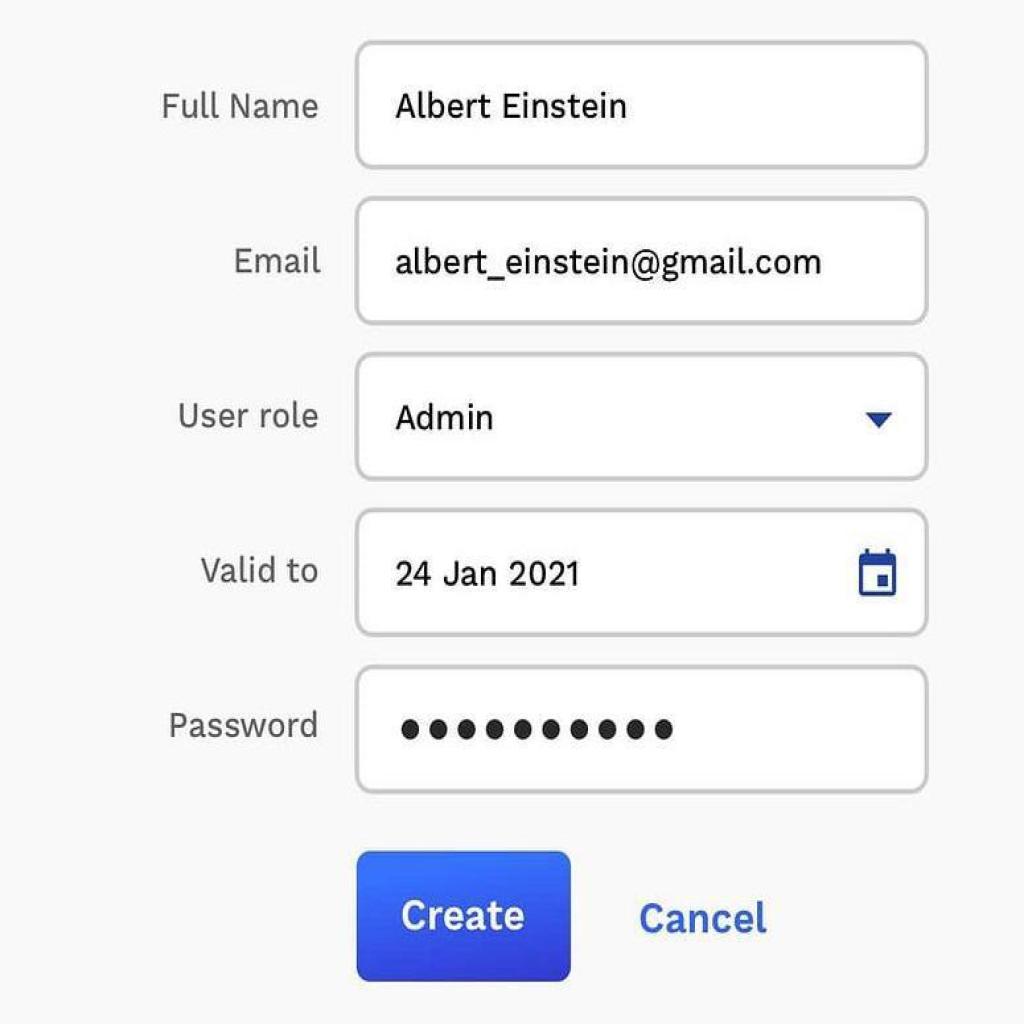 Full Name Albert Einstein
Email albert_einstein@gmail.com
User role Admin
Valid to 24 Jan 2021
Password ●●●●●●●●●●
Create Cancel